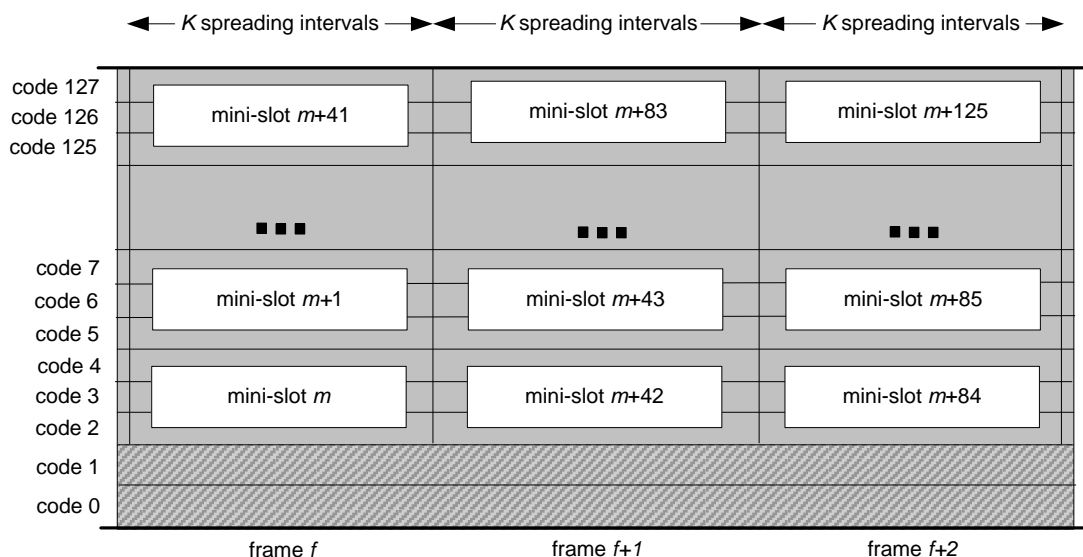 K spreading intervals K spreading intervals K spreading intervals
code 127
mini-slot m+41 mini-slot m+83 mini-slot m+125
code 126
code 125
code 7
code 6 mini-slot m+1 mini-slot m+43 mini-slot m+85
code 5
code 4
code 3 mini-slot m mini-slot m+42 mini-slot m+84
code 2
code 1
code 0
frame f frame f+1 frame f+2